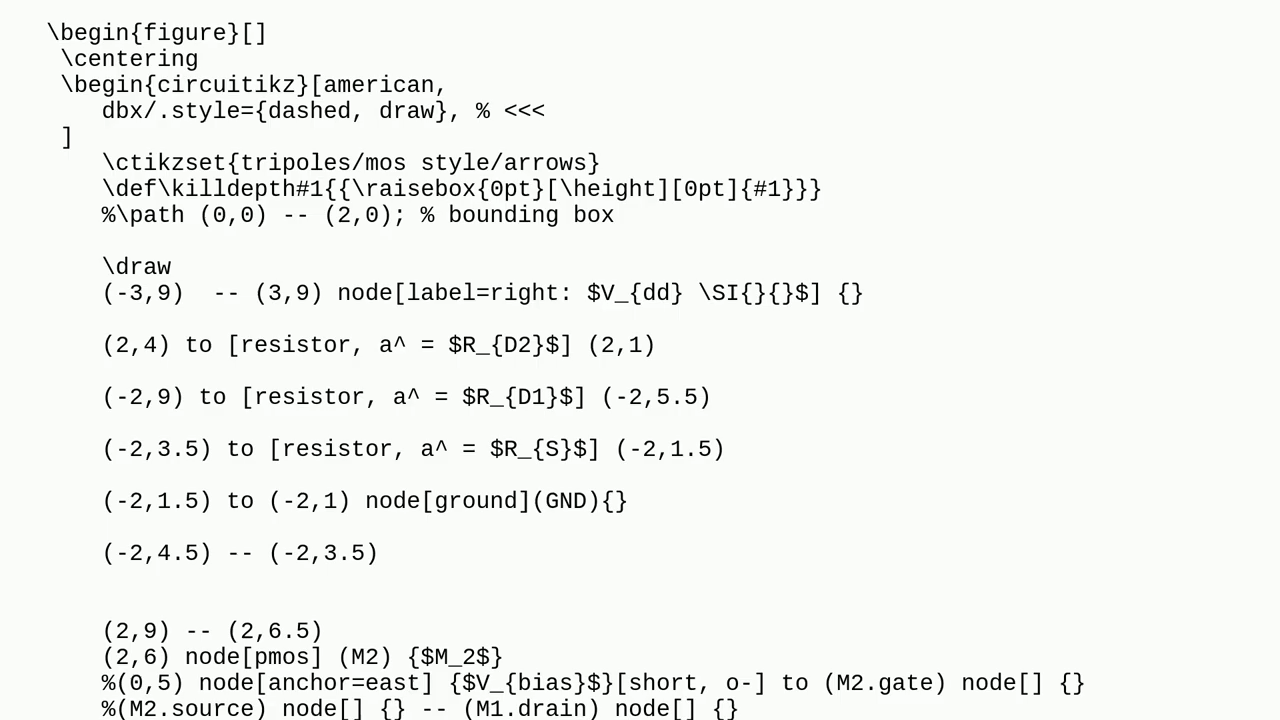 \begin{figure}[]
\centering
\begin{circuitikz}[american,
dbx/.style={dashed, draw}, % <<<
]
\ctikzset{tripoles/mos style/arrows}
\def\killdepth#1{{\raisebox{0pt}[\height][0pt]{#1}}}
%\path (0,0) -- (2,0); % bounding box
\draw
(-3,9)  -- (3,9) node[label=right: $V_{dd} \SI{}{}$] {}
(2,4) to [resistor, a^ = $R_{D2}$] (2,1)
(-2,9) to [resistor, a^ = $R_{D1}$] (-2,5.5)
(-2,3.5) to [resistor, a^ = $R_{S}$] (-2,1.5)
(-2,1.5) to (-2,1) node[ground](GND){}
(-2,4.5) -- (-2,3.5)
(2,9) -- (2,6.5)
(2,6) node[pmos] (M2) {$M_2$}
%(0,5) node[anchor=east] {$V_{bias}$}[short, o-] to (M2.gate) node[] {}
%(M2.source) node[] {} -- (M1.drain) node[] {}